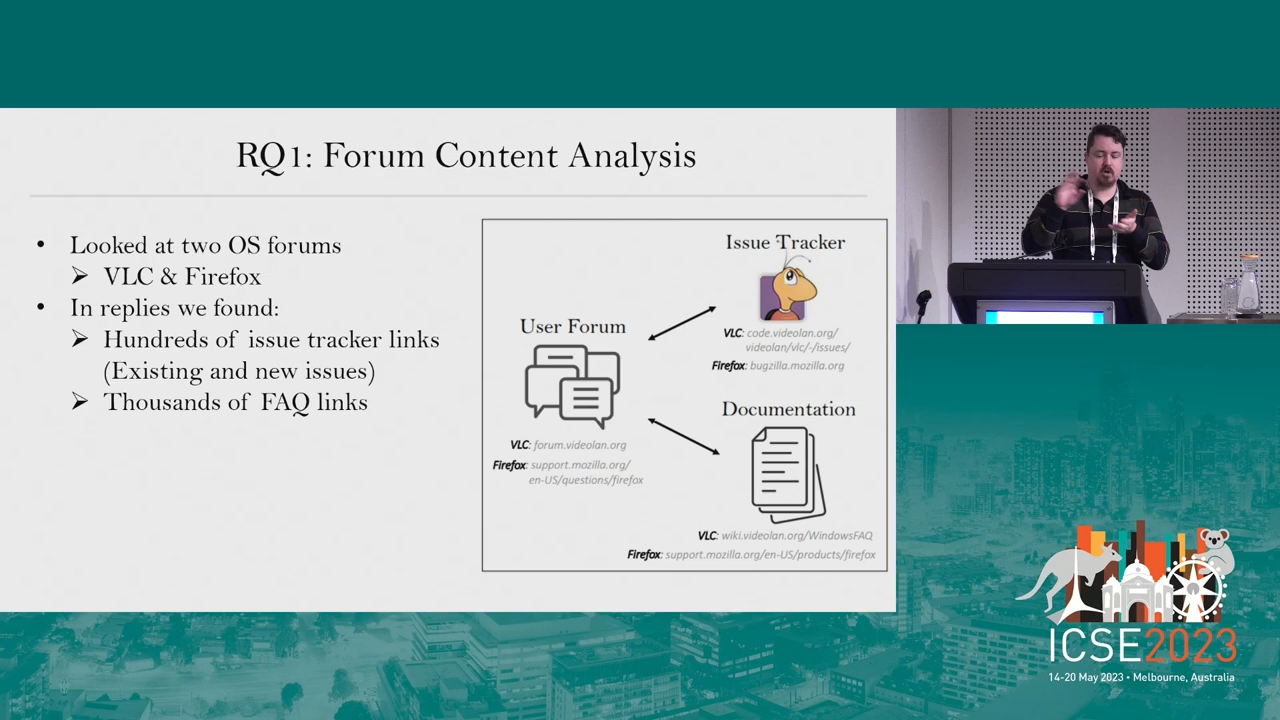 RQ1: Forum Content Analysis
• Looked at two OS forums
➢ VLC & Firefox
• In replies we found:
➢ Hundreds of issue tracker links
(Existing and new issues)
➢ Thousands of FAQ links
User Forum
VLC: forum.videolan.org
Firefox: support.mozilla.org/
en-US/questions/firefox
Issue Tracker
VLC: code.videolan.org/
videolan/vlc/-/issues/
Firefox: bugzilla.mozilla.org
Documentation
VLC: wiki.videolan.org/WindowsFAQ
Firefox: support.mozilla.org/en-US/products/firefox
ICSE2023
14-20 May 2023 • Melbourne, Australia